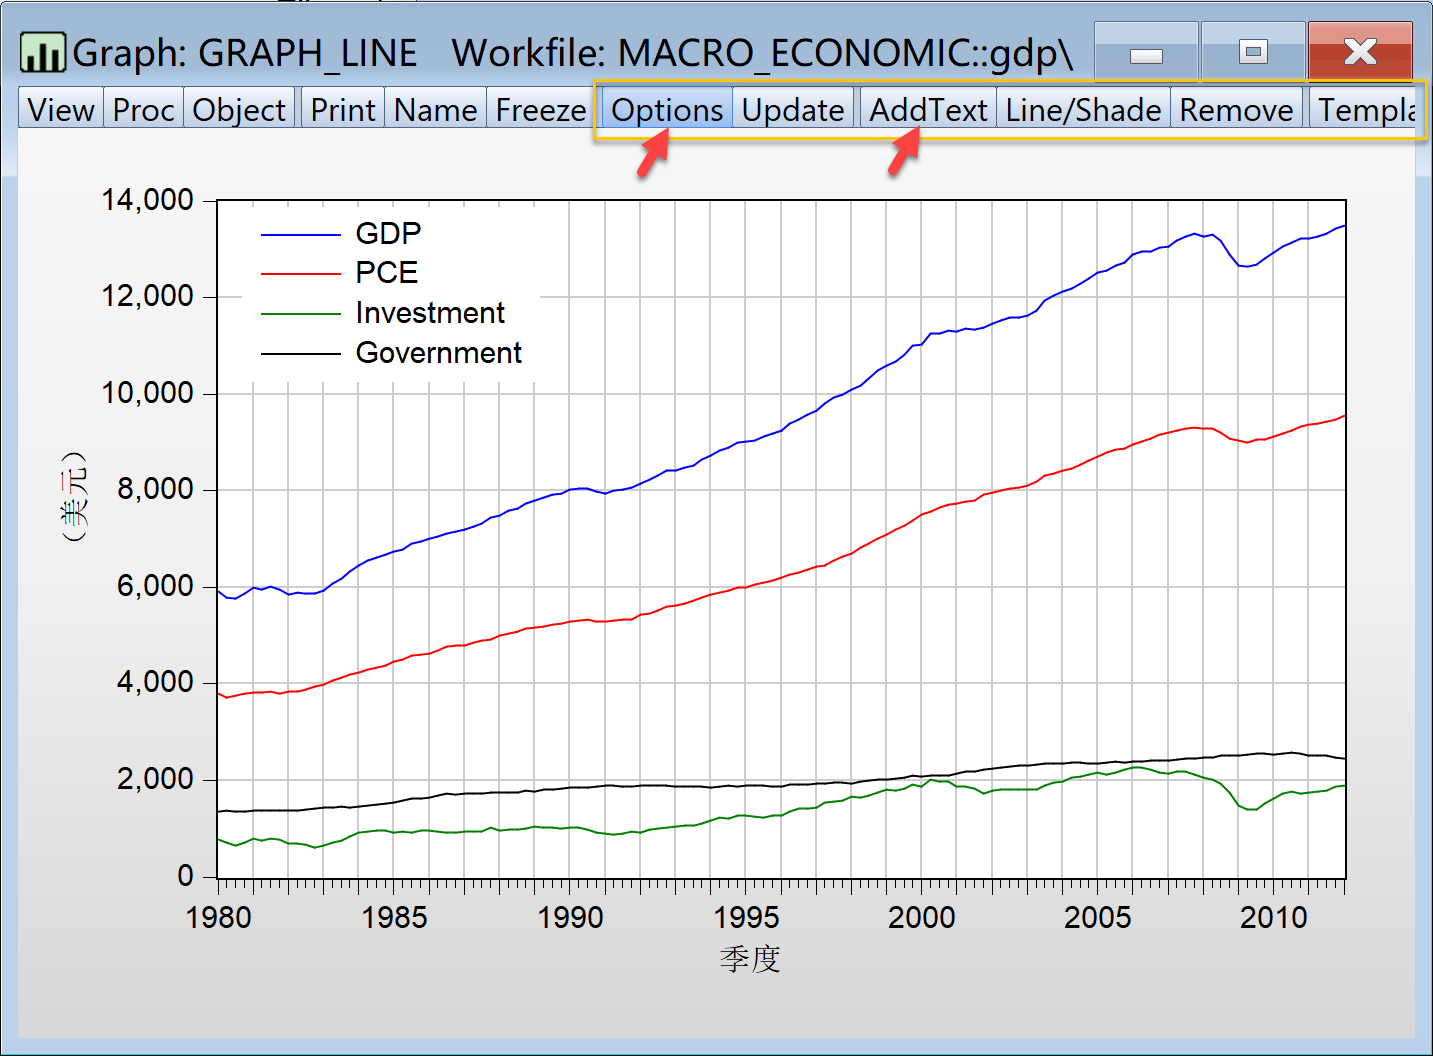 Graph: GRAPH_LINE Workfile: MACRO_ECONOMIC::gdp\
View Proc Object Print Name Freeze Options Update AddText Line/Shade Remove Templa
14,000
12,000
10,000
8,000
6,000
4,000
2,000
0
GDP
PCE
Investment
Government
（美元）
1980 1985 1990 1995 2000 2005 2010
季度